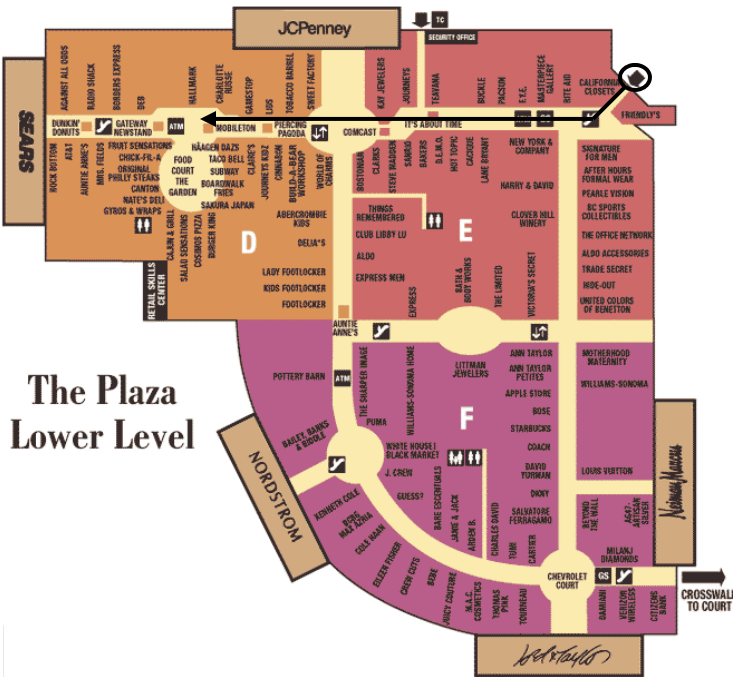 JCPenney
TC
SECURITY OFFICE
SEARS
AGAINST ALL ODDS
RADIO SHACK
BORDERS EXPRESS
DEB
HALLMARK
CHARLOTTE
RUSSE
GAMESTOP
LIDS
TOBACCO BARREL
SWEET FACTORY
KAY JEWELERS
JOURNEYS
TEAVANA
BUCKLE
PACSUN
F.Y.E.
MASTERPIECE
GALLERY
RITE AID
CALIFORNIA
CLOSETS
FRIENDLY'S
DUNKIN'
DONUTS
GATEWAY
NEWSTAND
ATM
MOBILETON
PIERCING
PAGODA
COMCAST
IT'S ABOUT TIME
ROCK BOTTOM
AT&T
AUNTIE ANNE'S
MRS. FIELDS
FRUIT SENSATIONS
CHICK-FIL-A
ORIGINAL
PHILLY STEAKS
CANTON
NATE'S DELI
GYROS & WRAPS
FOOD
COURT
THE
GARDEN
HÄAGEN DAZS
TACO BELL
SUBWAY
BOARDWALK
FRIES
SAKURA JAPAN
CAJUN & GRILL
SALAD SENSATIONS
COSIMOS PIZZA
BURGER KING
CLAIRE'S
JOURNEYS KIDZ
CINNABON
BUILD-A-BEAR
WORKSHOP
WORLD OF
CHARMS
ABERCROMBIE
KIDS
D
DELIA*S
LADY FOOTLOCKER
KIDS FOOTLOCKER
FOOTLOCKER
RETAIL SKILLS
CENTER
BOSTONIAN
CLARKS
STEVE MADDEN
SANRIO
BAKERS
D.E.M.O.
HOT TOPIC
CACIQUE
LANE BRYANT
NEW YORK &
COMPANY
HARRY & DAVID
CLOVER HILL
WINERY
THINGS
REMEMBERED
CLUB LIBBY LU
ALDO
EXPRESS MEN
EXPRESS
E
BATH &
BODY WORKS
THE LIMITED
VICTORIA'S SECRET
SIGNATURE
FOR MEN
AFTER HOURS
FORMAL WEAR
PEARLE VISION
BC SPORTS
COLLECTIBLES
THE OFFICE NETWORK
ALDO ACCESSORIES
TRADE SECRET
HIDE-OUT
UNITED COLORS
OF BENETTON
AUNTIE
ANNE'S
The Plaza
Lower Level
POTTERY BARN
ATM
THE SHARPER IMAGE
WILLIAMS-SONOMA HOME
LITTMAN
JEWELERS
ANN TAYLOR
ANN TAYLOR
PETITES
APPLE STORE
BOSE
STARBUCKS
COACH
DAVID
YURMAN
DKNY
SALVATORE
FERRAGAMO
MOTHERHOOD
MATERNITY
WILLIAMS-SONOMA
LOUIS VUITTON
F
PUMA
BAILEY, BANKS
& BIDDLE
WHITE HOUSE I
BLACK MARKET
J. CREW
GUESS?
NORDSTROM
KENNETH COLE
BCBG
MAX AZRIA
COLE HAAN
EILEEN FISHER
CREW CUTS
BEBE
JUICY COUTURE
BARE ESCENTUALS
JANIE & JACK
ARDEN B.
CHARLES DAVID
TUMI
CARTIER
M.A.C.
COSMETICS
THOMAS
PINK
TOURNEAU
CHEVROLET
COURT
BEYOND
THE WALL
AG47-
ARTISAN
SILVER
Neiman Marcus
MILANJ
DIAMONDS
GS
DAMIANI
VERIZON
WIRELESS
CITIZENS
BANK
CROSSWALK
TO COURT
Lord & Taylor